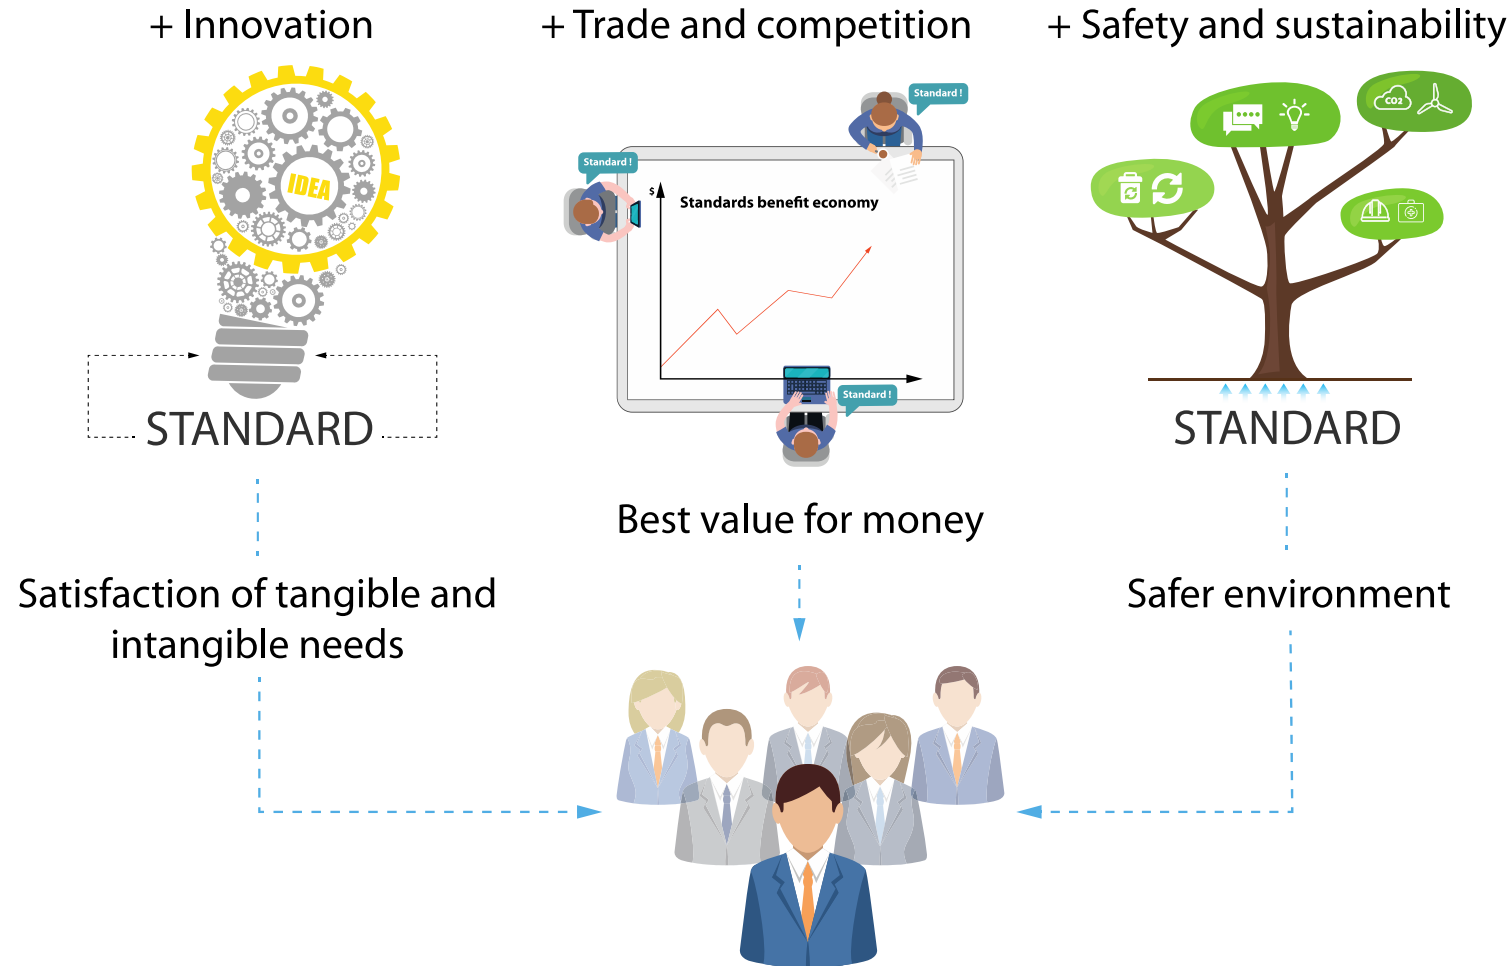 + Innovation
+ Trade and competition
+ Safety and sustainability
IDEA
Standard !
Standard !
$
Standards benefit economy
Standard !
CO2
STANDARD
STANDARD
Best value for money
Satisfaction of tangible and
intangible needs
Safer environment